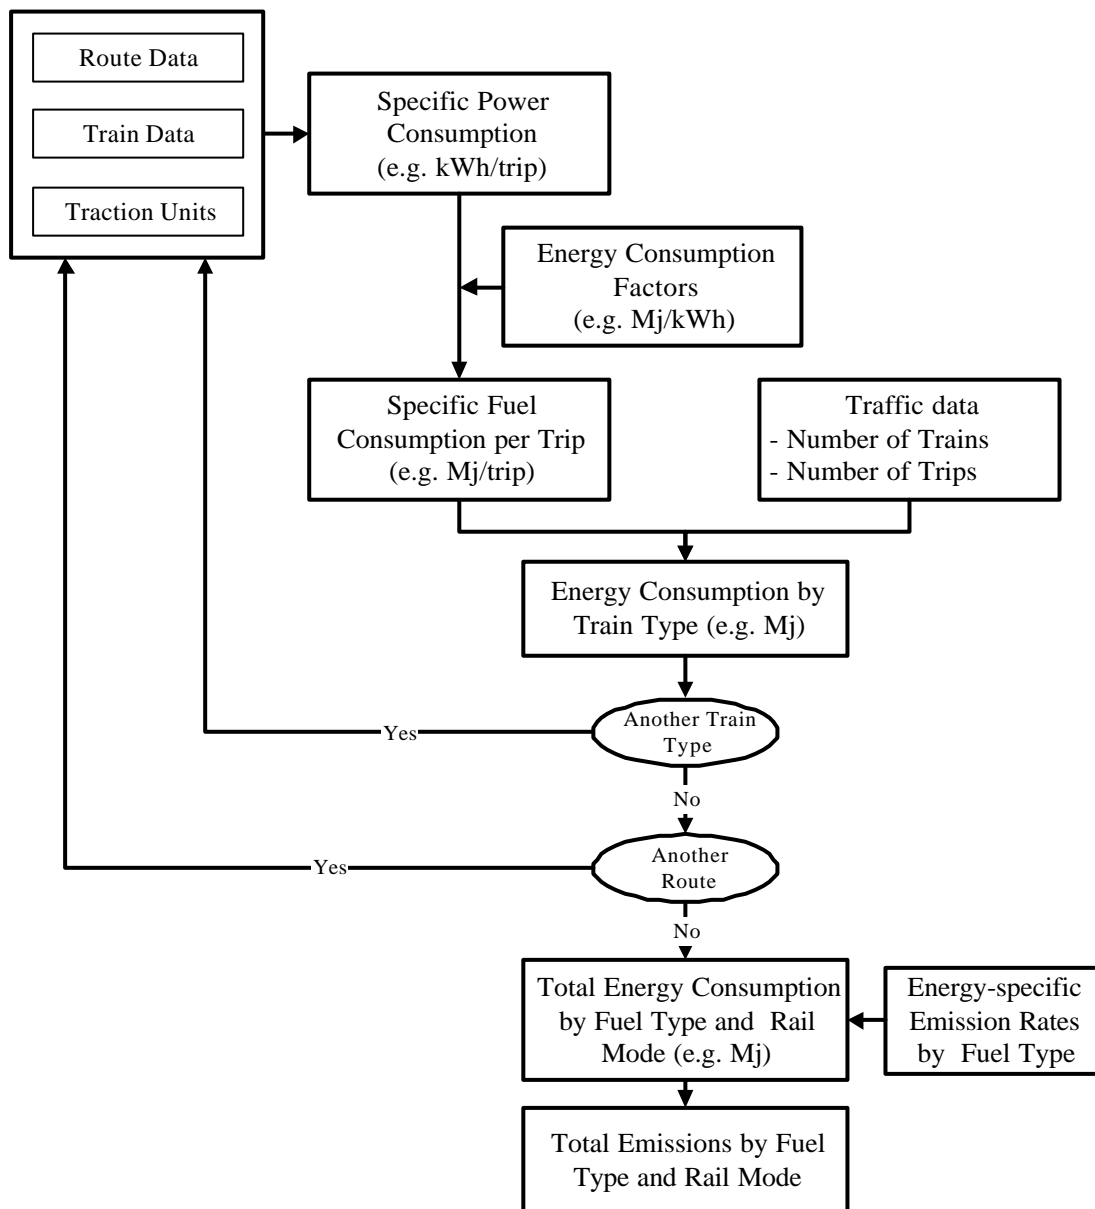 Route Data
Train Data
Traction Units
Specific Power
Consumption
(e.g. kWh/trip)
Energy Consumption
Factors
(e.g. Mj/kWh)
Specific Fuel
Consumption per Trip
(e.g. Mj/trip)
Traffic data
- Number of Trains
- Number of Trips
Energy Consumption by
Train Type (e.g. Mj)
Another Train
Type
Yes
No
Another
Route
Yes
No
Total Energy Consumption
by Fuel Type and Rail
Mode (e.g. Mj)
Energy-specific
Emission Rates
by Fuel Type
Total Emissions by Fuel
Type and Rail Mode